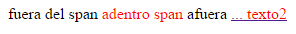 fuera del span adentro span afuera ... texto2